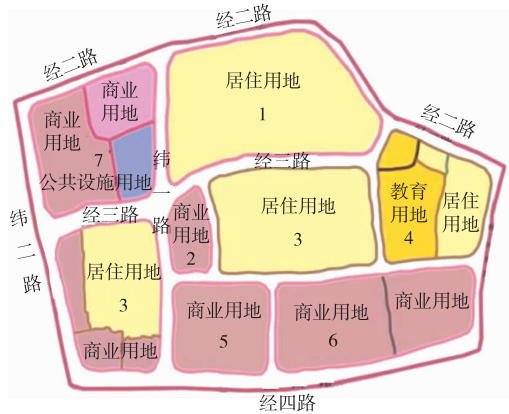 经二路
经二路
经二路
商业
用地
商业
用地
7
公共设施用地
居住用地
1
纬
一
路
经三路
经三路
商业
用地
2
居住用地
3
教育
用地
4
居住
用地
纬
二
路
居住用地
3
商业用地
商业用地
5
商业用地
6
商业用地
经四路